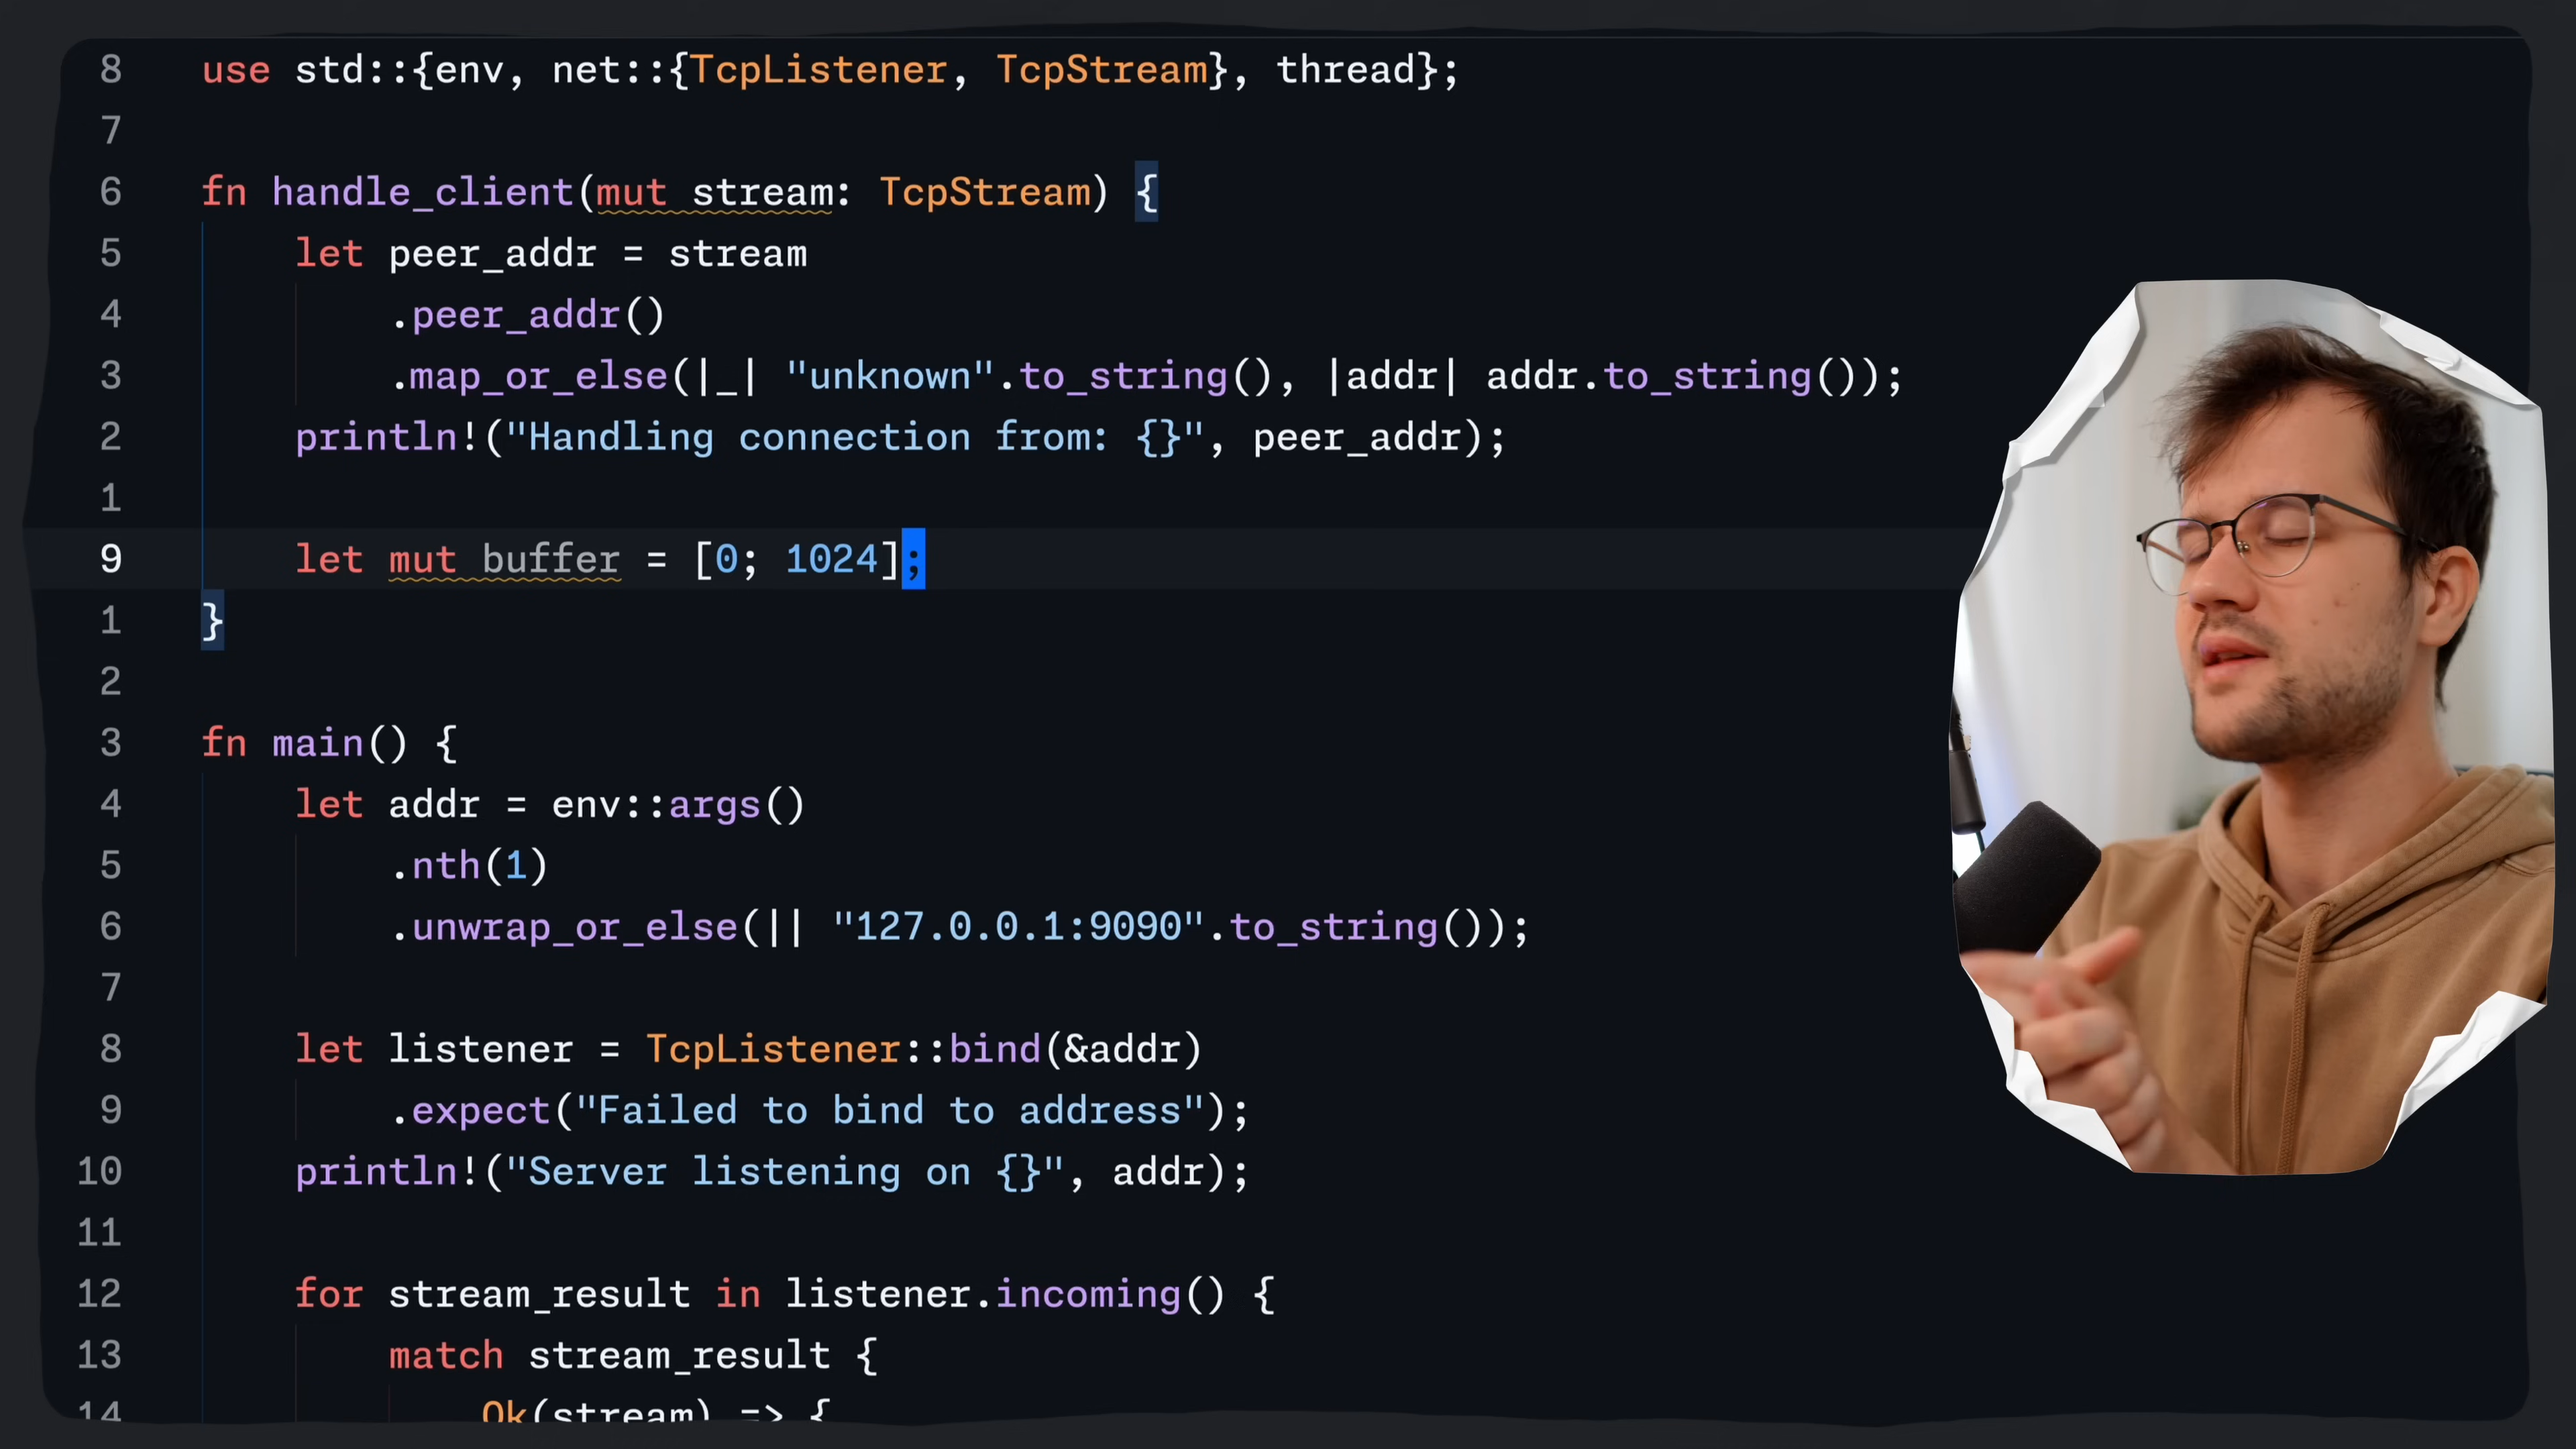 8 use std::{env, net::{TcpListener, TcpStream}, thread};
7
6 fn handle_client(mut stream: TcpStream) {
5 let peer_addr = stream
4 .peer_addr()
3 .map_or_else(|_| "unknown".to_string(), |addr| addr.to_string());
2 println!("Handling connection from: {}", peer_addr);
1
9 let mut buffer = [0; 1024];
1 }
2
3 fn main() {
4 let addr = env::args()
5 .nth(1)
6 .unwrap_or_else(|| "127.0.0.1:9090".to_string());
7
8 let listener = TcpListener::bind(&addr)
9 .expect("Failed to bind to address");
10 println!("Server listening on {}", addr);
11
12 for stream_result in listener.incoming() {
13 match stream_result {
14 Ok(stream) => {